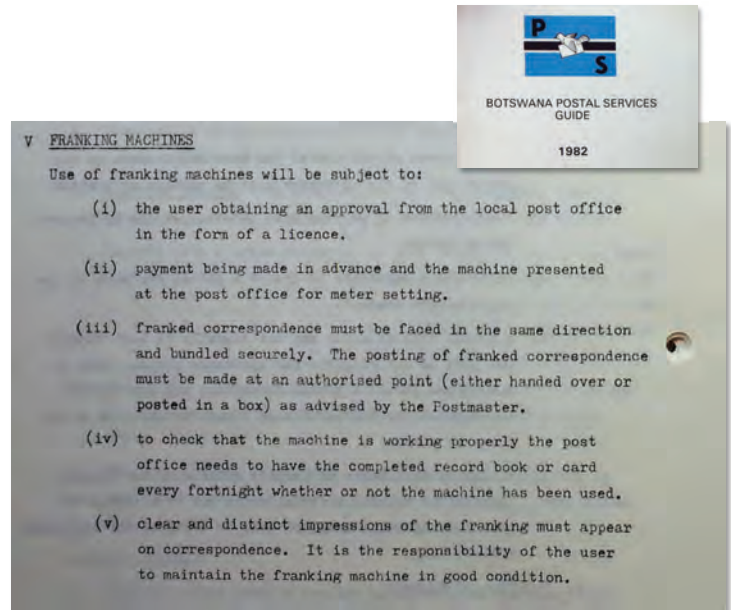 P
S
BOTSWANA POSTAL SERVICES
GUIDE
1982
V FRANKING MACHINES
Use of franking machines will be subject to:
(i) the user obtaining an approval from the local post office
in the form of a licence.
(ii) payment being made in advance and the machine presented
at the post office for meter setting.
(iii) franked correspondence must be faced in the same direction
and bundled securely. The posting of franked correspondence
must be made at an authorised point (either handed over or
posted in a box) as advised by the Postmaster.
(iv) to check that the machine is working properly the post
office needs to have the completed record book or card
every fortnight whether or not the machine has been used.
(v) clear and distinct impressions of the franking must appear
on correspondence. It is the responsibility of the user
to maintain the franking machine in good condition.